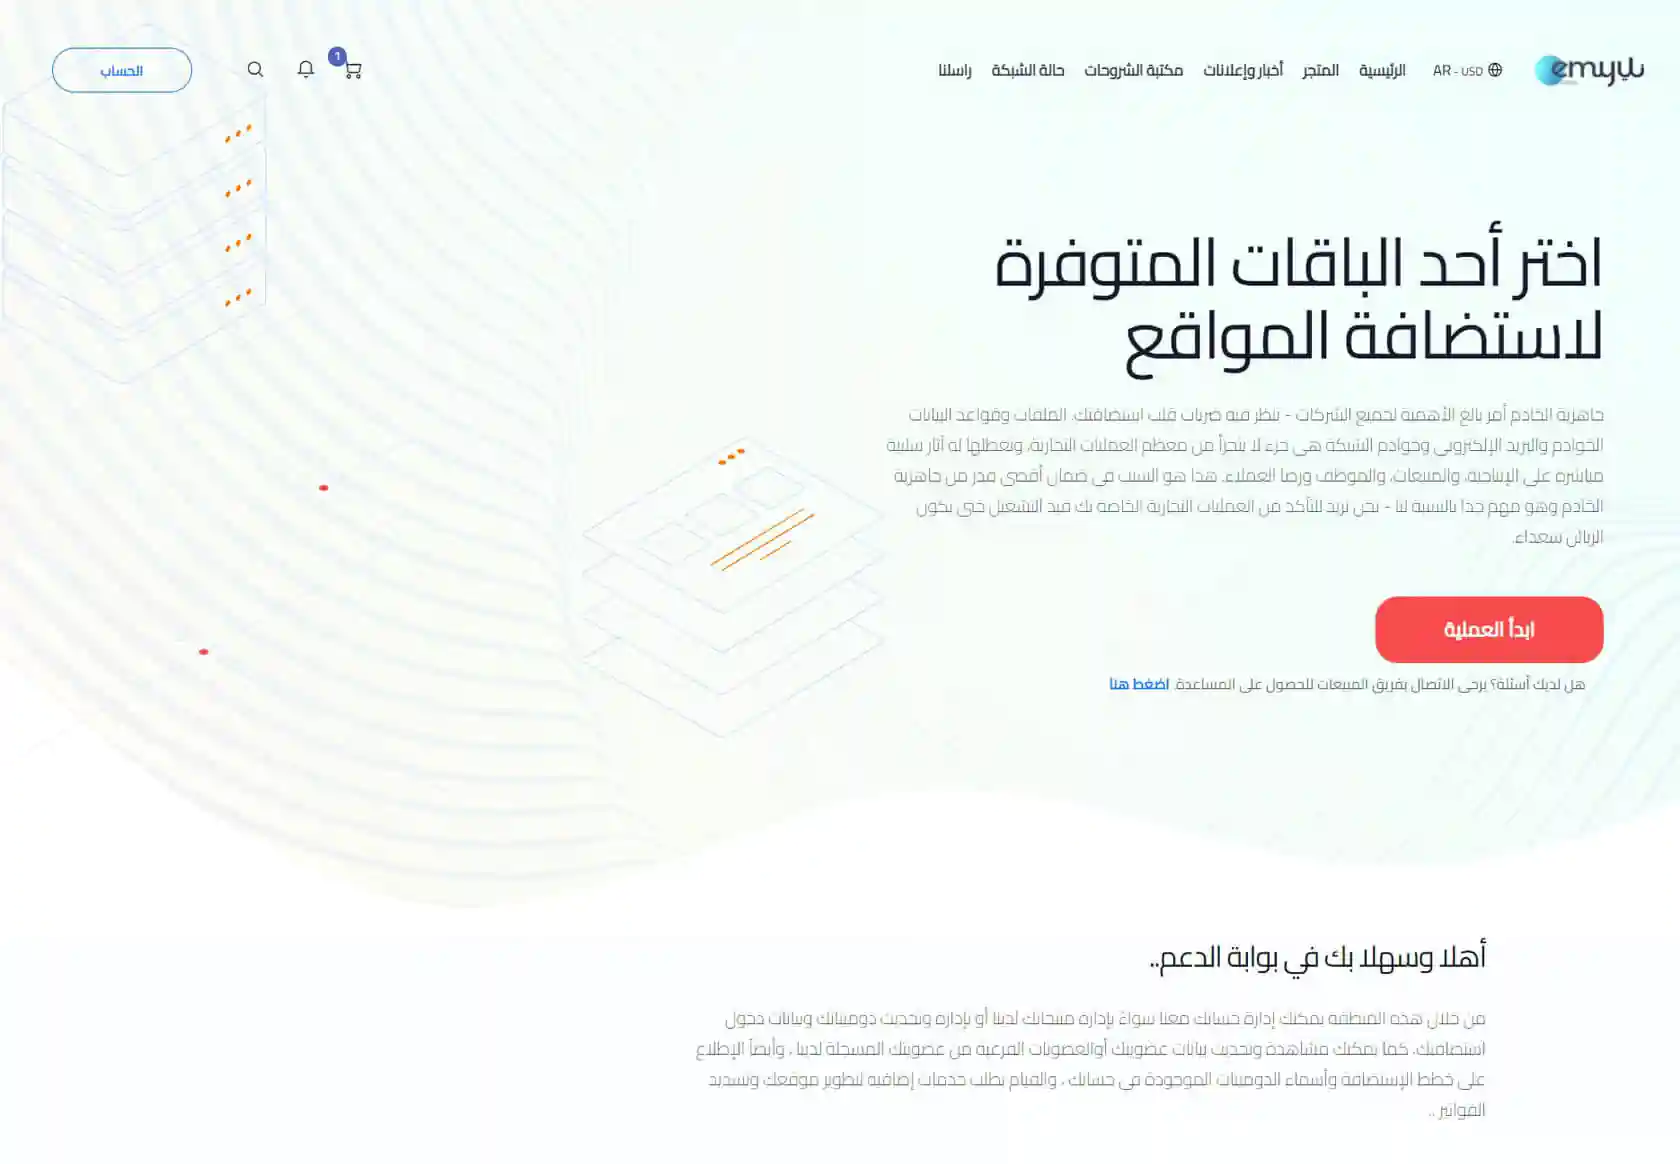 emyy
AR - USD
الرئيسية
المتجر
أخبار وإعلانات
مكتبة الشروحات
حالة الشبكة
راسلنا
1
الحساب
اختر أحد الباقات المتوفرة
لاستضافة المواقع
جاهزية الخادم أمر بالغ الأهمية لجميع الشركات - ننظر فيه ضربات قلب استضافتك. الملفات وقواعد البيانات
الخوادم والبريد الإلكتروني وخوادم الشبكة هي جزء لا يتجزأ من معظم العمليات التجارية، وتعطلها له آثار سلبية
مباشرة على الإنتاجية، والمبيعات، والموظف ورضا العملاء. هذا هو السبب في ضمان أقصى قدر من جاهزية
الخادم وهو مهم جدا بالنسبة لنا - نحن نريد للتأكد من العمليات التجارية الخاصة بك قيد التشغيل حتى يكون
الزبائن سعداء.
ابدأ العملية
هل لديك أسئلة؟ يرجى الاتصال بفريق المبيعات للحصول على المساعدة. اضغط هنا
أهلا وسهلا بك في بوابة الدعم..
من خلال هذه المنطقة يمكنك إدارة حسابك معنا سواءً بإدارة منتجاتك لدينا أو بإدارة وتحديث دوميناتك وبيانات دخول
استضافتك، كما يمكنك مشاهدة وتحديث بيانات عضويتك أوالعضويات الفرعية من عضويتك المسجلة لدينا ، وأيضاً الإطلاع
على خطط الإستضافة وأسماء الدومينات الموجودة في حسابك ، والقيام بطلب خدمات إضافية لتطوير موقعك وتسديد
الفواتير ..